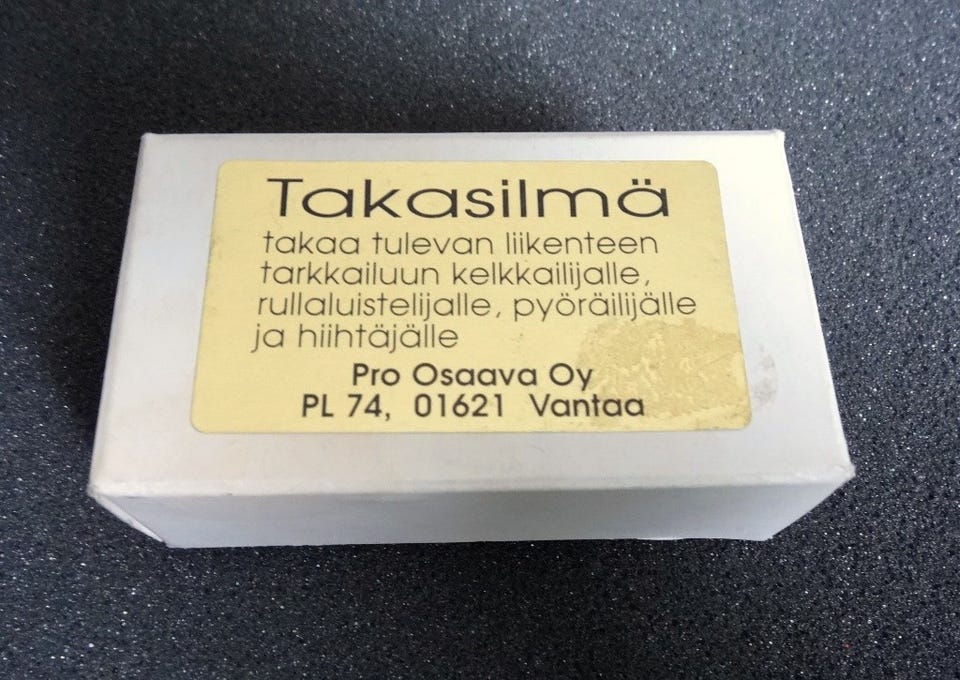 Takasilmä
takaa tulevan liikenteen
tarkkailuun kelkkailijalle,
rullaluistelijalle, pyöräilijälle
ja hiihtäjälle
Pro Osaava Oy
PL 74, 01621 Vantaa